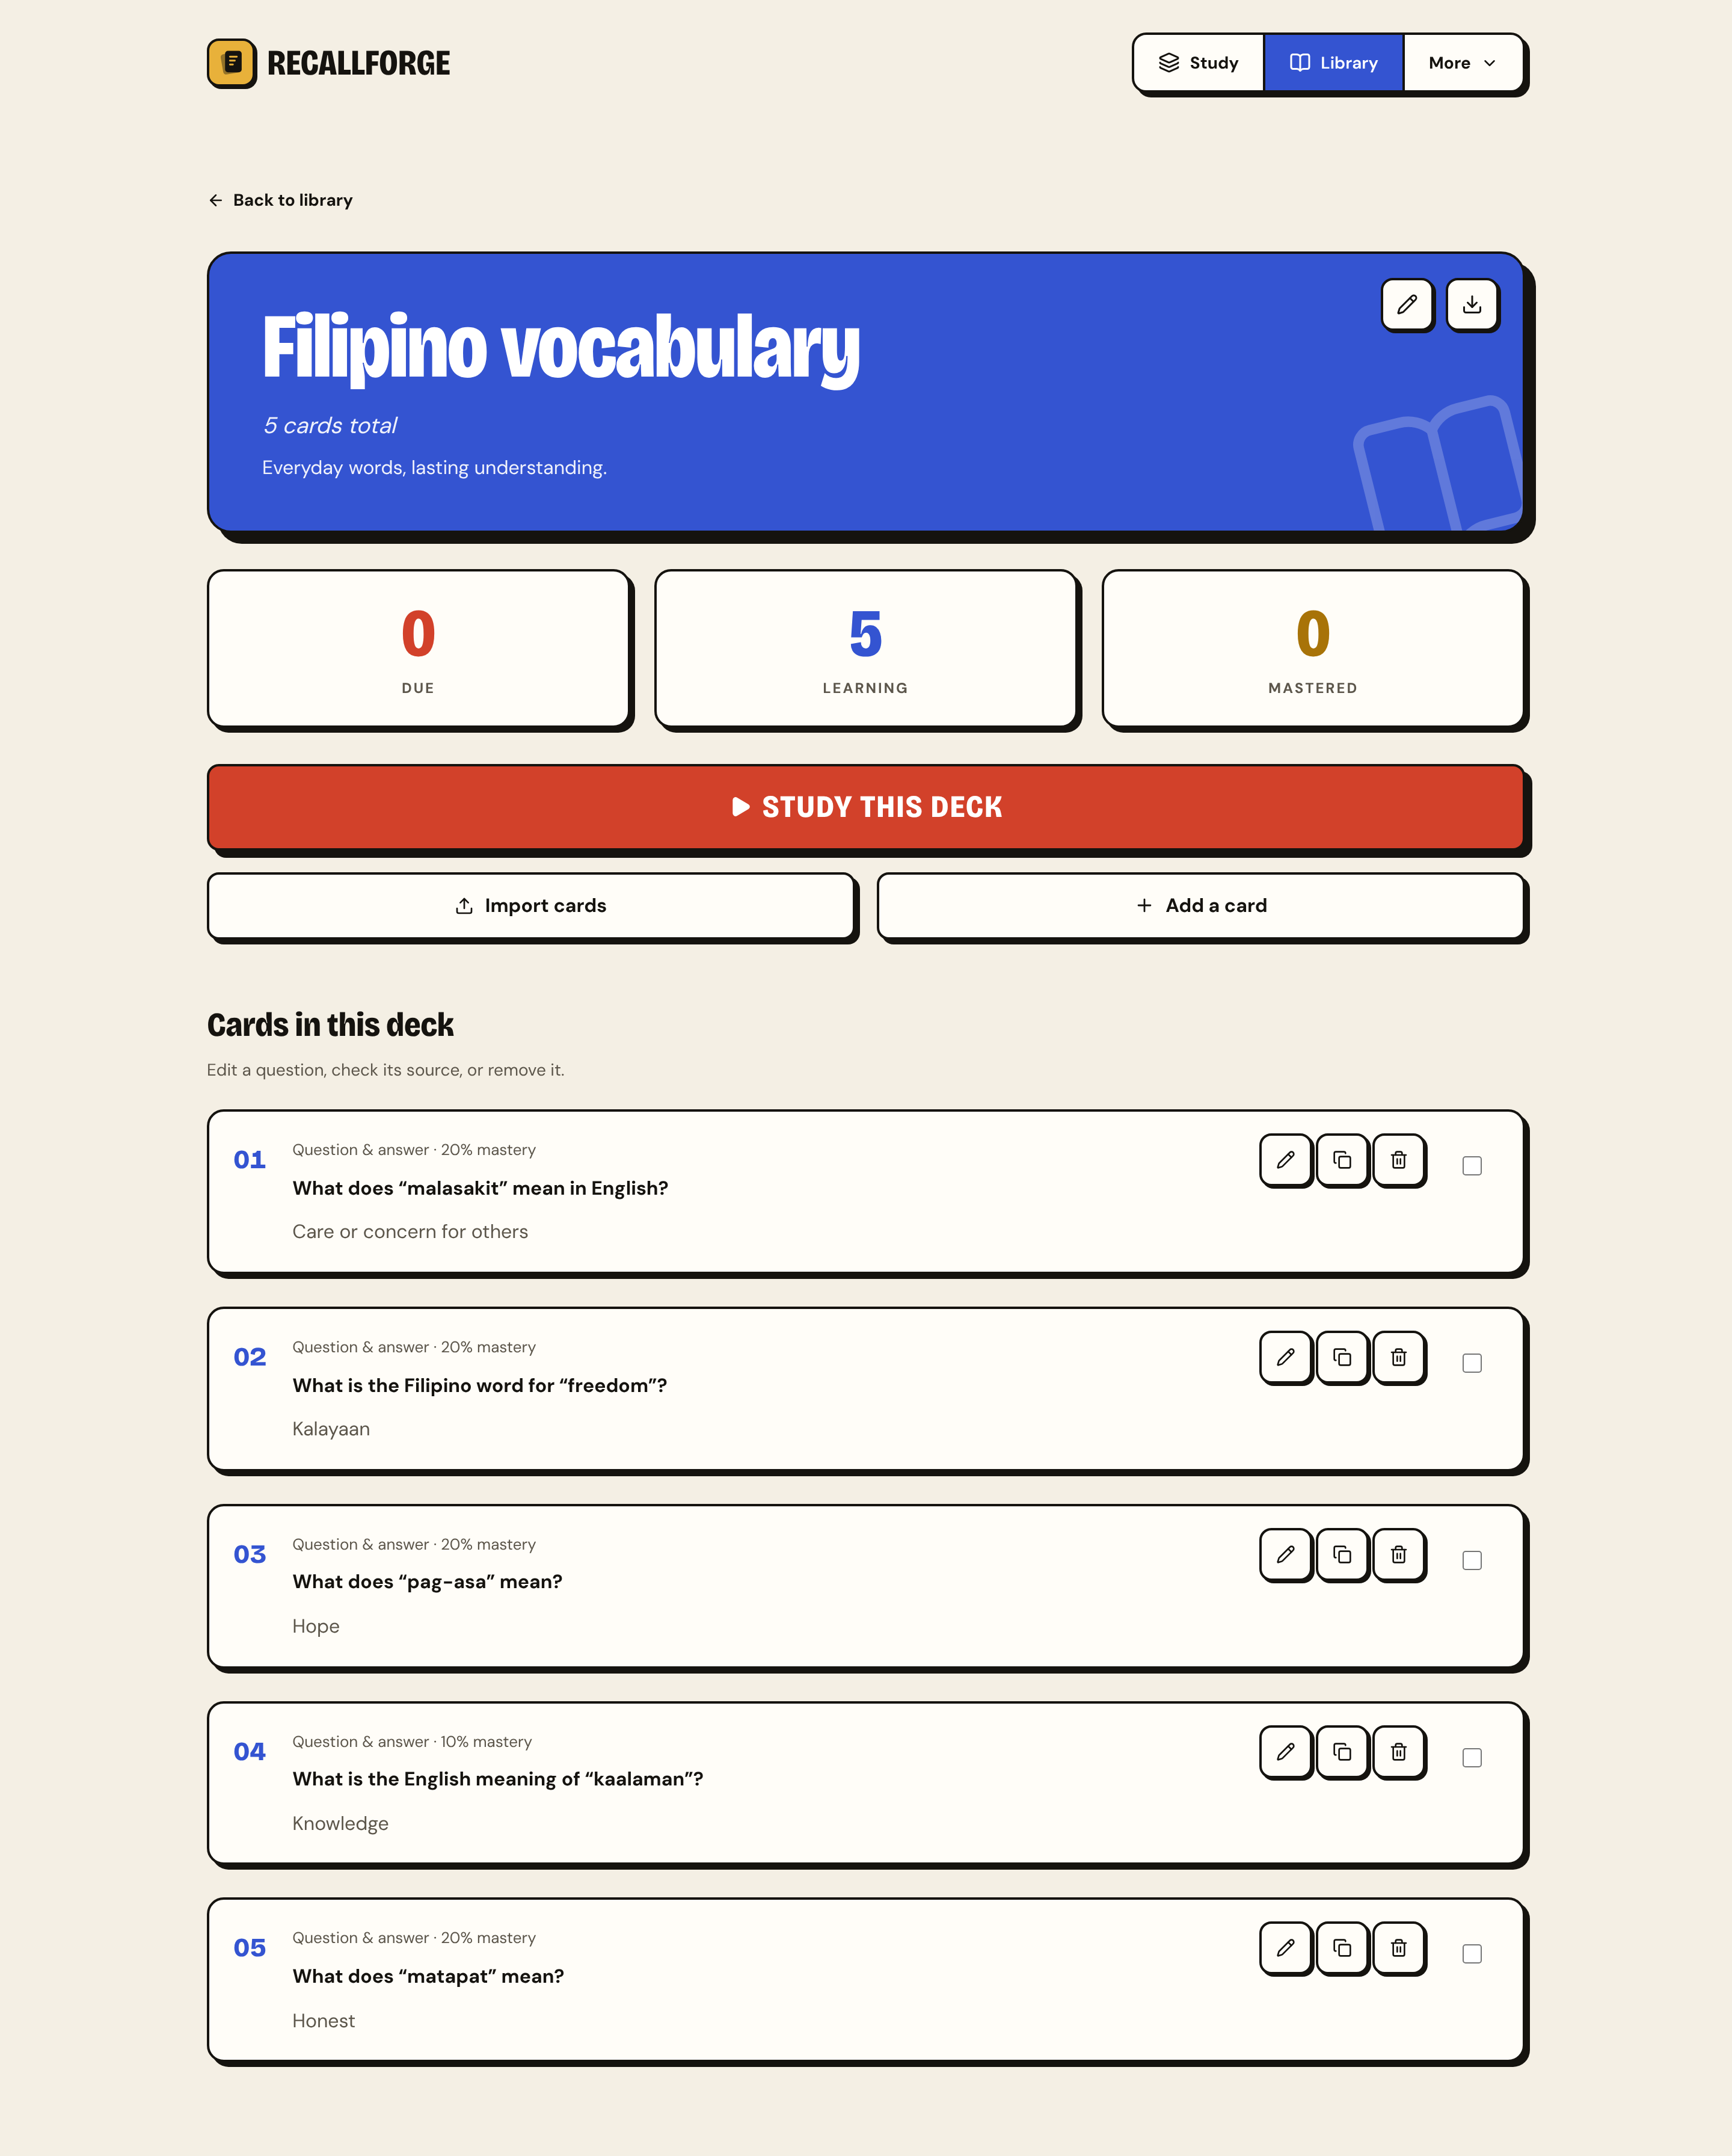 RECALLFORGE
Study
Library
More
Back to library
Filipino vocabulary
5 cards total
Everyday words, lasting understanding.
0
DUE
5
LEARNING
0
MASTERED
STUDY THIS DECK
Import cards
Add a card
Cards in this deck
Edit a question, check its source, or remove it.
01
Question & answer · 20% mastery
What does “malasakit” mean in English?
Care or concern for others
02
Question & answer · 20% mastery
What is the Filipino word for “freedom”?
Kalayaan
03
Question & answer · 20% mastery
What does “pag-asa” mean?
Hope
04
Question & answer · 10% mastery
What is the English meaning of “kaalaman”?
Knowledge
05
Question & answer · 20% mastery
What does “matapat” mean?
Honest